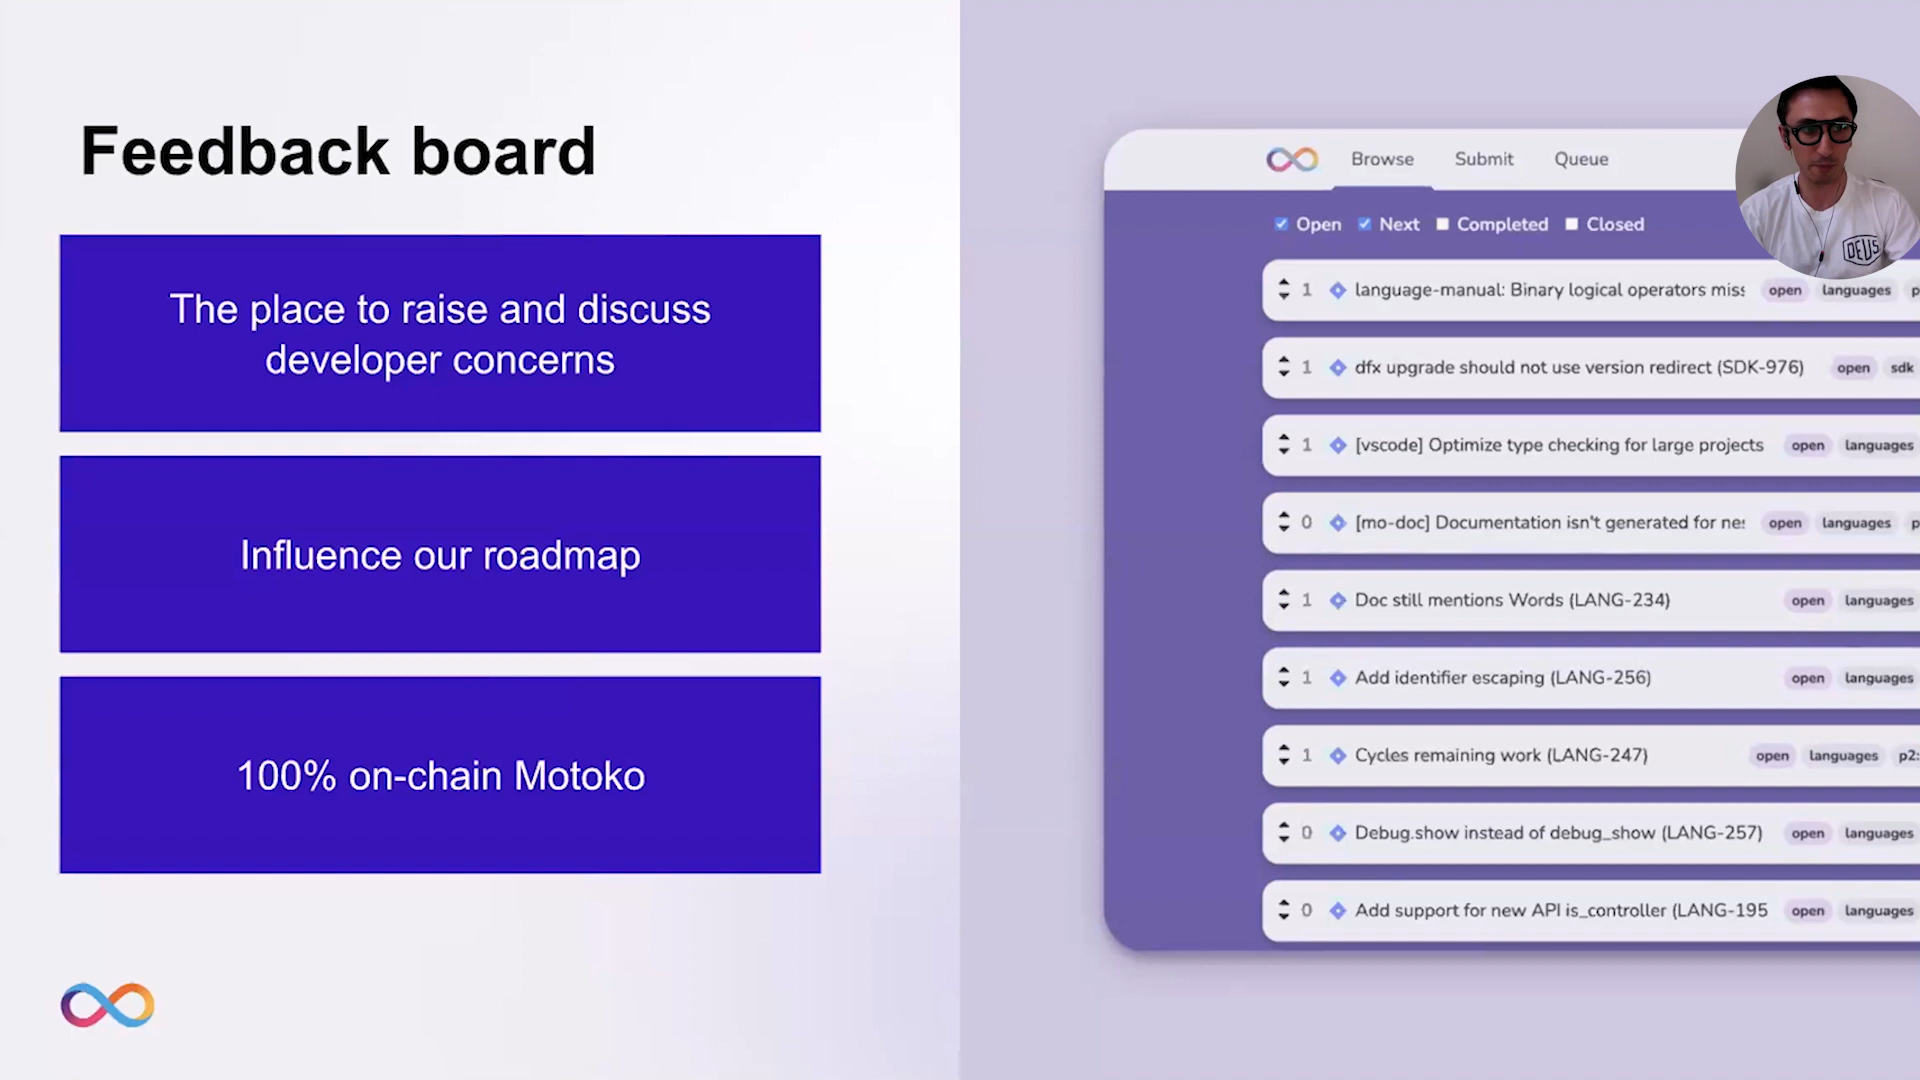 Feedback board
The place to raise and discuss
developer concerns
Influence our roadmap
100% on-chain Motoko
Browse Submit Queue
Open Next Completed Closed
1 language-manual: Binary logical operators miss open languages p
1 dfx upgrade should not use version redirect (SDK-976) open sdk
1 [vscode] Optimize type checking for large projects open languages
0 [mo-doc] Documentation isn't generated for nes open languages p
1 Doc still mentions Words (LANG-234) open languages
1 Add identifier escaping (LANG-256) open languages
1 Cycles remaining work (LANG-247) open languages p2:
0 Debug.show instead of debug_show (LANG-257) open languages
0 Add support for new API is_controller (LANG-195 open languages
DEUS